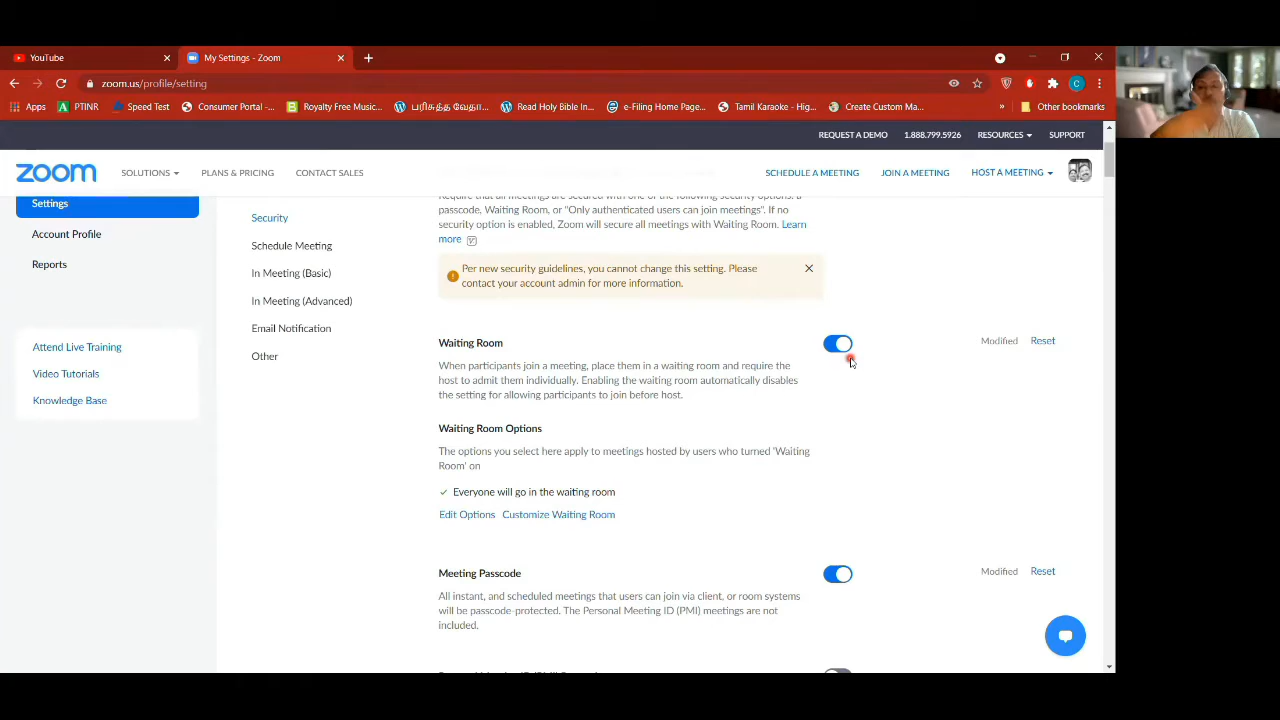 YouTube
My Settings - Zoom
zoom.us/profile/setting
C
Apps PTINR Speed Test Consumer Portal -... Royalty Free Music... பரிசுத்த வேதா... Read Holy Bible In... e-Filing Home Page... Tamil Karaoke - Hig... Create Custom Ma... » Other bookmarks
REQUEST A DEMO 1.888.799.5926 RESOURCES SUPPORT
zoom SOLUTIONS PLANS & PRICING CONTACT SALES SCHEDULE A MEETING JOIN A MEETING HOST A MEETING
Settings
Account Profile
Reports
Attend Live Training
Video Tutorials
Knowledge Base
Security
Schedule Meeting
In Meeting (Basic)
In Meeting (Advanced)
Email Notification
Other
Require that all meetings are secured with one of the following security options: a
passcode, Waiting Room, or "Only authenticated users can join meetings". If no
security option is enabled, Zoom will secure all meetings with Waiting Room. Learn
more
Per new security guidelines, you cannot change this setting. Please
contact your account admin for more information.
Waiting Room
Modified Reset
When participants join a meeting, place them in a waiting room and require the
host to admit them individually. Enabling the waiting room automatically disables
the setting for allowing participants to join before host.
Waiting Room Options
The options you select here apply to meetings hosted by users who turned 'Waiting
Room' on
Everyone will go in the waiting room
Edit Options Customize Waiting Room
Meeting Passcode
Modified Reset
All instant, and scheduled meetings that users can join via client, or room systems
will be passcode-protected. The Personal Meeting ID (PMI) meetings are not
included.